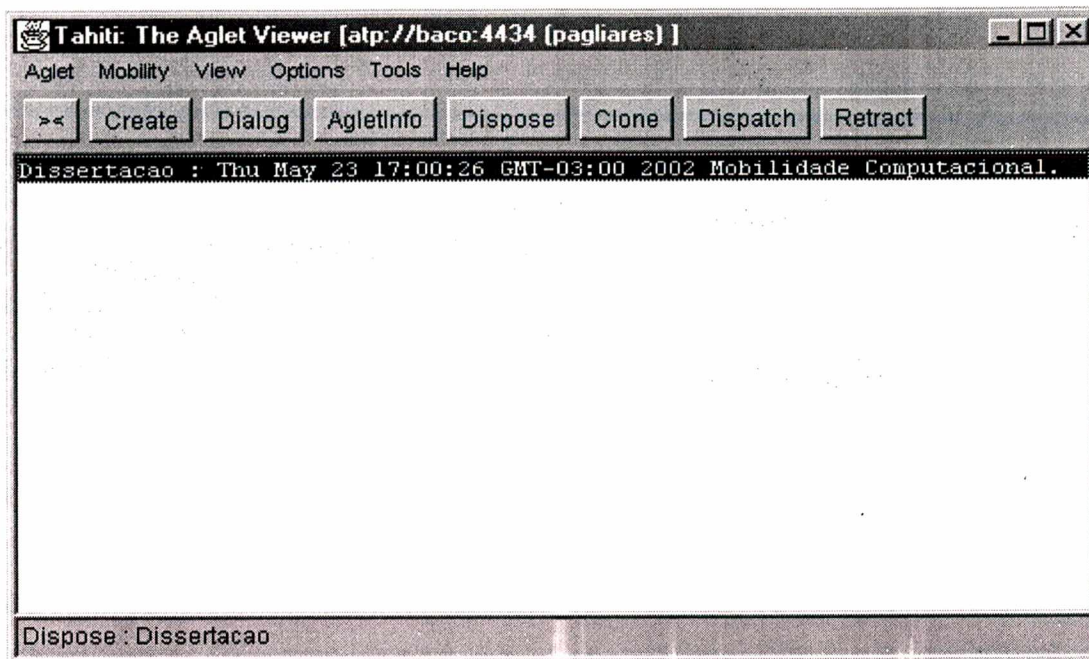 Tahiti: The Aglet Viewer [atp://baco:4434 (pagliares) ]
Aglet Mobility View Options Tools Help
>< Create Dialog AgletInfo Dispose Clone Dispatch Retract
Dissertacao : Thu May 23 17:00:26 GMT-03:00 2002 Mobilidade Computacional.
Dispose : Dissertacao